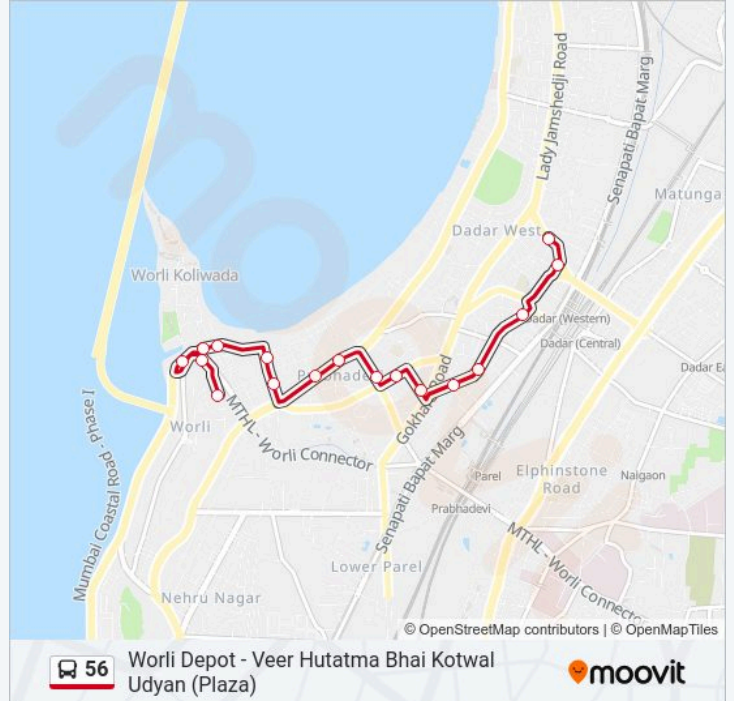 Lady Jamshedji Road
Senapati Bapat Marg
Matunga
Dadar West
Worli Koliwada
Dadar (Western)
Dadar (Central)
Dadar Ea
Prabhade
Gokhale Road
Worli
MTHL - Worli Connector
Mumbai Coastal Road - Phase I
Senapati Bapat Marg
Parel
Elphinstone
Road
Naigaon
Prabhadevi
MTHL - Worli Connector
Lower Parel
Nehru Nagar
© OpenStreetMap contributors | © OpenMapTiles
56
Worli Depot - Veer Hutatma Bhai Kotwal
Udyan (Plaza)
moovit